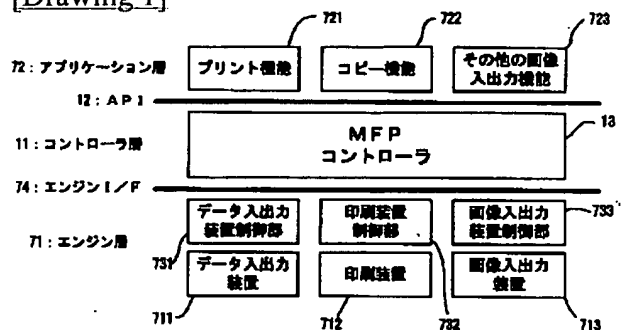 [Drawing 1]
721
722
723
72：アプリケーション層
プリント機能
コピー機能
その他の画像
入出力機能
12：API
11：コントローラ層
MFP
コントローラ
13
74：エンジンI／F
71：エンジン層
データ入出力
装置制御部
印刷装置
制御部
画像入出力
装置制御部
733
731
データ入出力
装置
印刷装置
画像入出力
装置
711
712
732
713